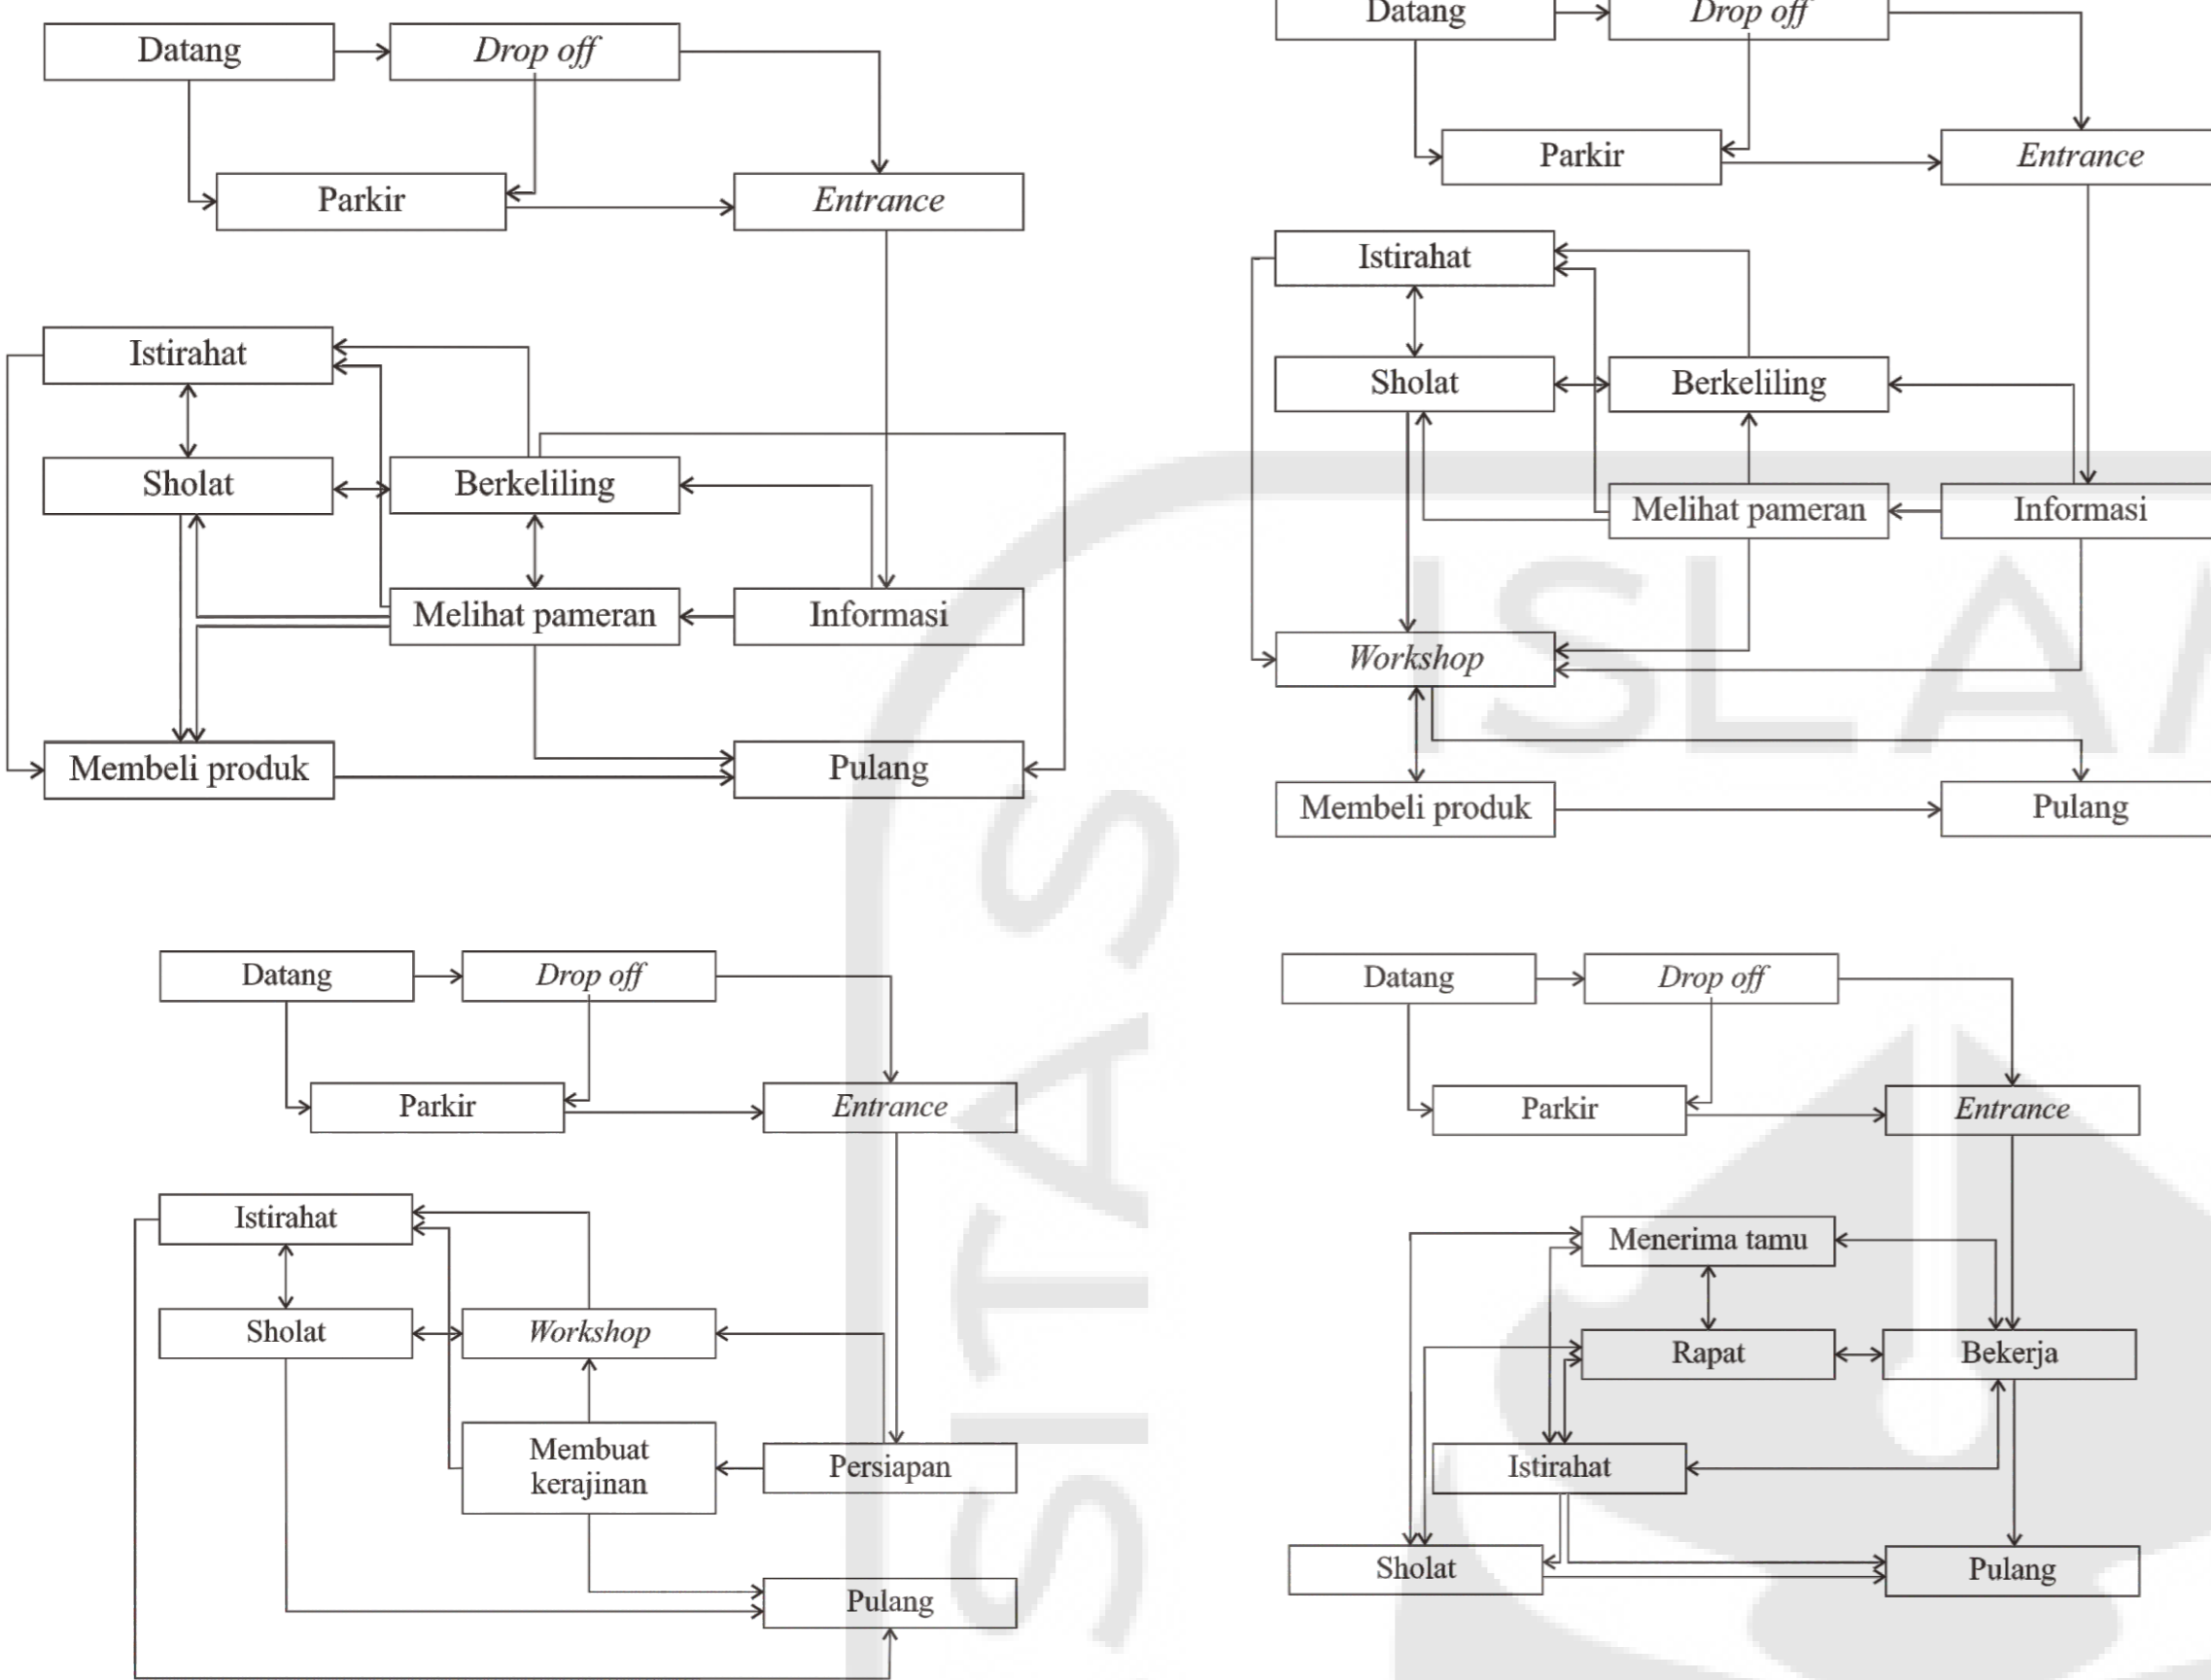 Datang
Drop off
Parkir
Entrance
Istirahat
Sholat
Berkeliling
Melihat pameran
Informasi
Membeli produk
Pulang
Datang
Drop off
Parkir
Entrance
Istirahat
Sholat
Berkeliling
Melihat pameran
Informasi
Workshop
Membeli produk
Pulang
Datang
Drop off
Parkir
Entrance
Istirahat
Sholat
Workshop
Membuat
kerajinan
Persiapan
Pulang
Datang
Drop off
Parkir
Entrance
Menerima tamu
Rapat
Bekerja
Istirahat
Sholat
Pulang
SITAS